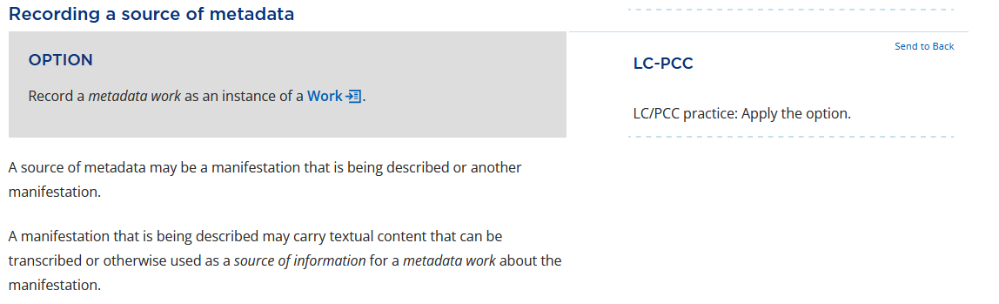 Recording a source of metadata
OPTION
Record a metadata work as an instance of a Work.
A source of metadata may be a manifestation that is being described or another
manifestation.
A manifestation that is being described may carry textual content that can be
transcribed or otherwise used as a source of information for a metadata work about the
manifestation.
Send to Back
LC-PCC
LC/PCC practice: Apply the option.